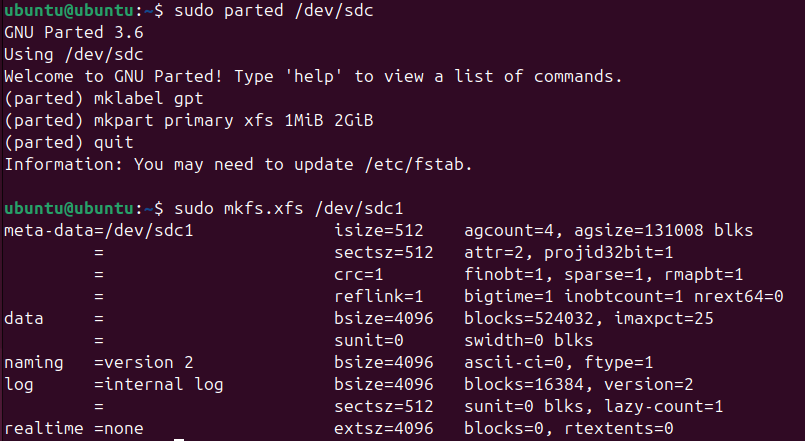 ubuntu@ubuntu:~$ sudo parted /dev/sdc
GNU Parted 3.6
Using /dev/sdc
Welcome to GNU Parted! Type 'help' to view a list of commands.
(parted) mklabel gpt
(parted) mkpart primary xfs 1MiB 2GiB
(parted) quit
Information: You may need to update /etc/fstab.

ubuntu@ubuntu:~$ sudo mkfs.xfs /dev/sdc1
meta-data=/dev/sdc1              isize=512    agcount=4, agsize=131008 blks
         =                       sectsz=512   attr=2, projid32bit=1
         =                       crc=1        finobt=1, sparse=1, rmapbt=1
         =                       reflink=1    bigtime=1 inobtcount=1 nrext64=0
data     =                       bsize=4096   blocks=524032, imaxpct=25
         =                       sunit=0      swidth=0 blks
naming   =version 2              bsize=4096   ascii-ci=0, ftype=1
log      =internal log           bsize=4096   blocks=16384, version=2
         =                       sectsz=512   sunit=0 blks, lazy-count=1
realtime =none                   extsz=4096   blocks=0, rtextents=0